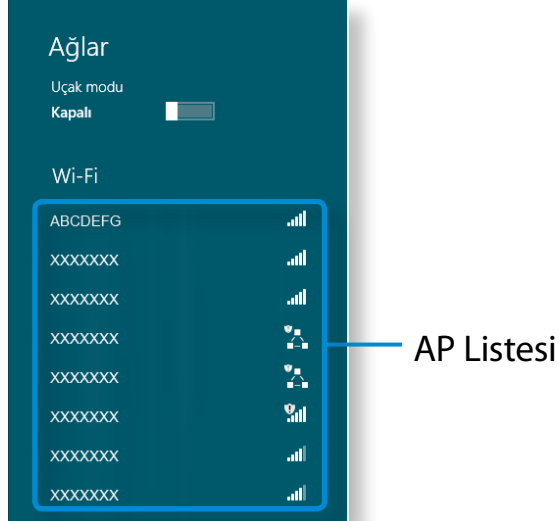 Ağlar
Uçak modu
Kapalı
Wi-Fi
ABCDEFG
XXXXXXX
XXXXXXX
XXXXXXX
XXXXXXX
XXXXXXX
XXXXXXX
XXXXXXX
AP Listesi